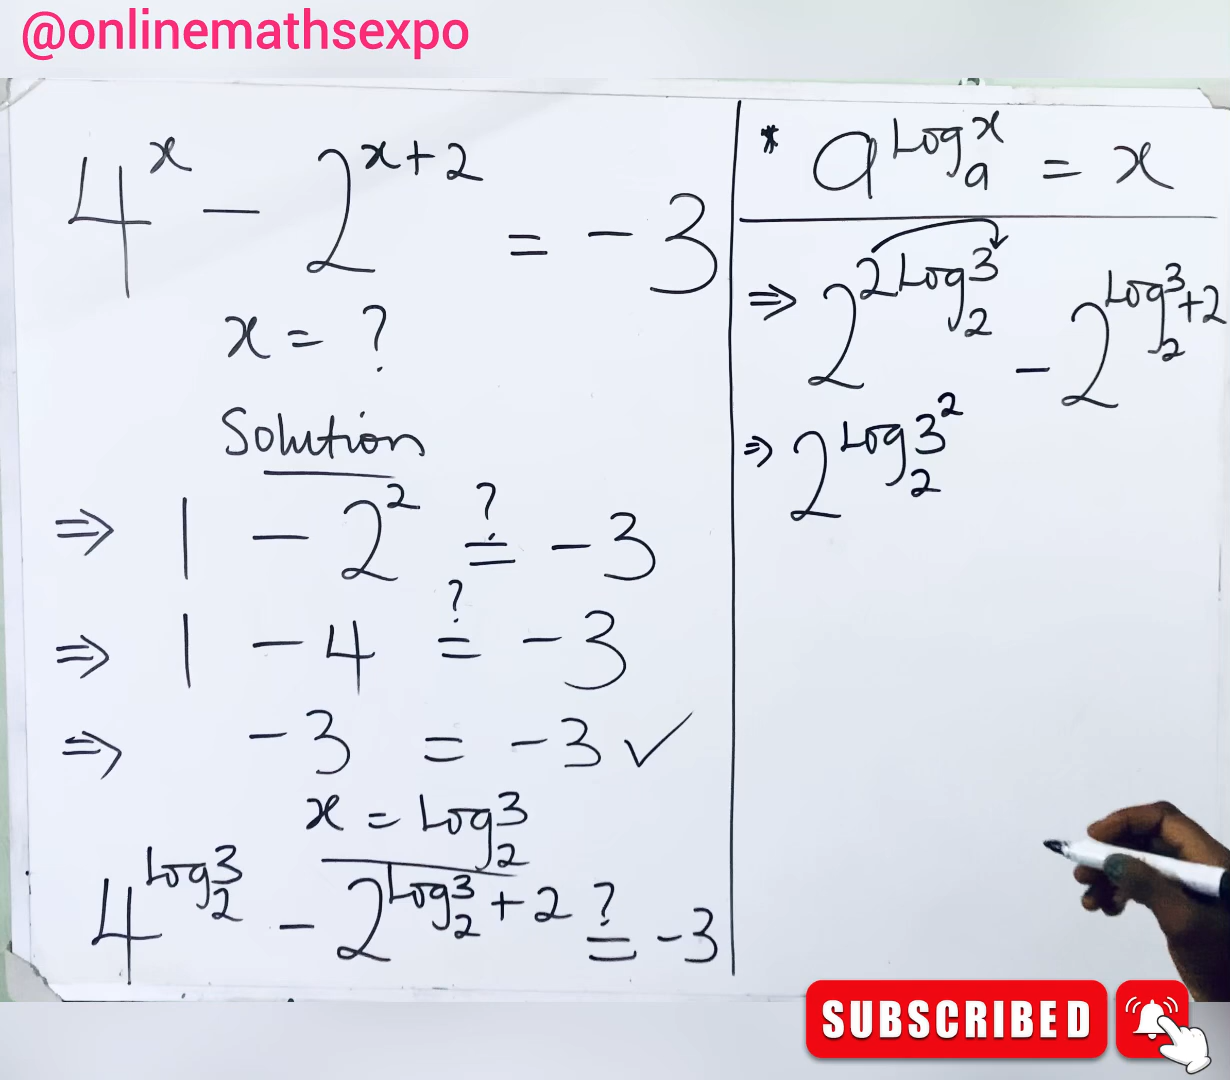 @onlinemathsexpo
4^x - 2^(x+2) = -3
x = ?
Solution
⇒ 1 - 2² ≟ -3
⇒ 1 - 4 ≟ -3
⇒ -3 = -3 ✓
x = Log₂3
4^(Log₂3) - 2^(Log₂3 + 2) ≟ -3
* a^(Logₐx) = x
⇒ 2^(2Log₂3) - 2^(Log₂3 + 2)
⇒ 2^(Log₂3²)
SUBSCRIBED